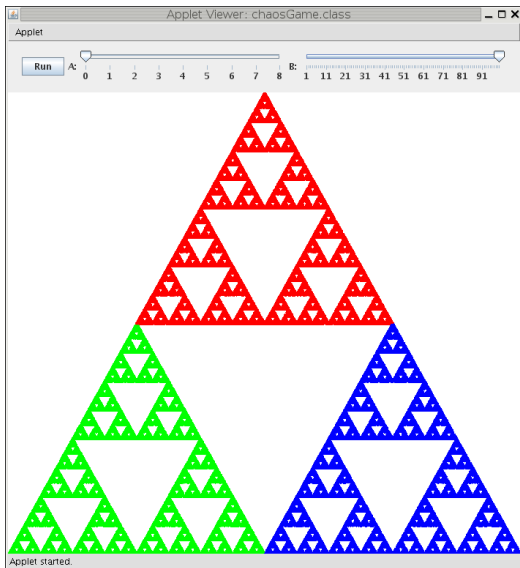 Applet Viewer: chaosGame.class
Applet
Run A: B:
0 1 2 3 4 5 6 7 8 1 11 21 31 41 51 61 71 81 91
Applet started.